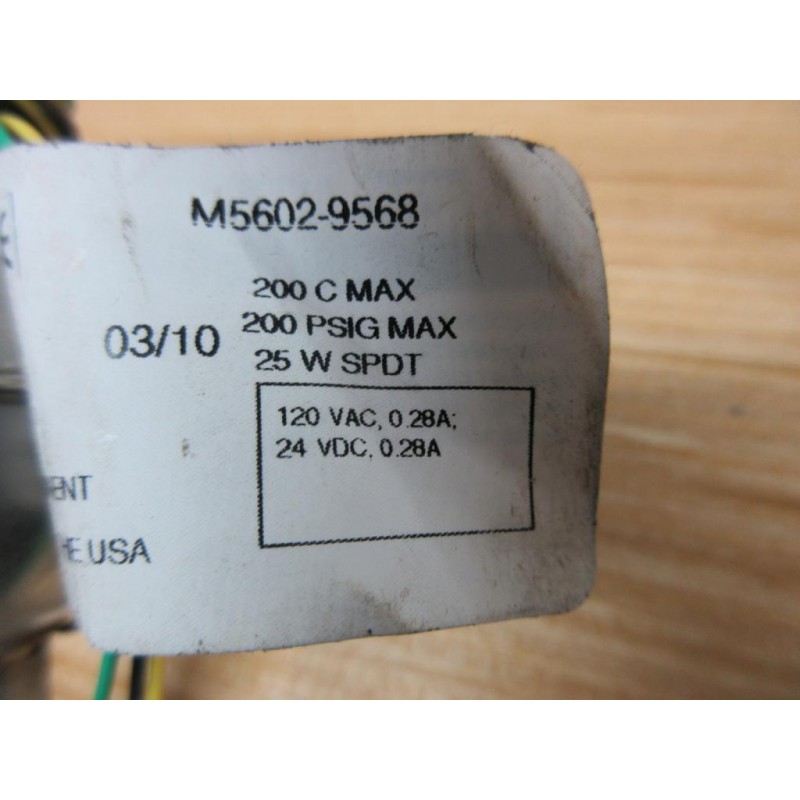 M5602-9568
200 C MAX
03/10 200 PSIG MAX
25 W SPDT
120 VAC, 0.28A;
24 VDC, 0.28A
USA